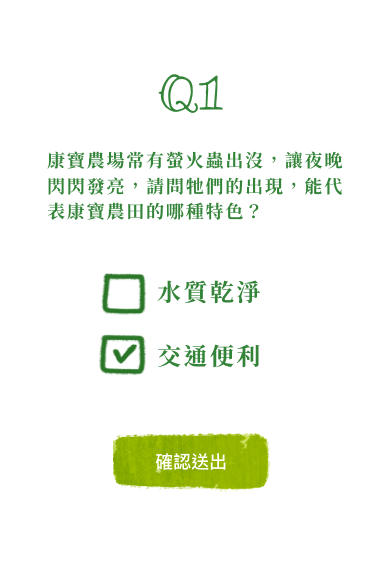 Q1
康寶農場常有螢火蟲出沒，讓夜晚
閃閃發亮，請問牠們的出現，能代
表康寶農田的哪種特色？
水質乾淨
交通便利
確認送出